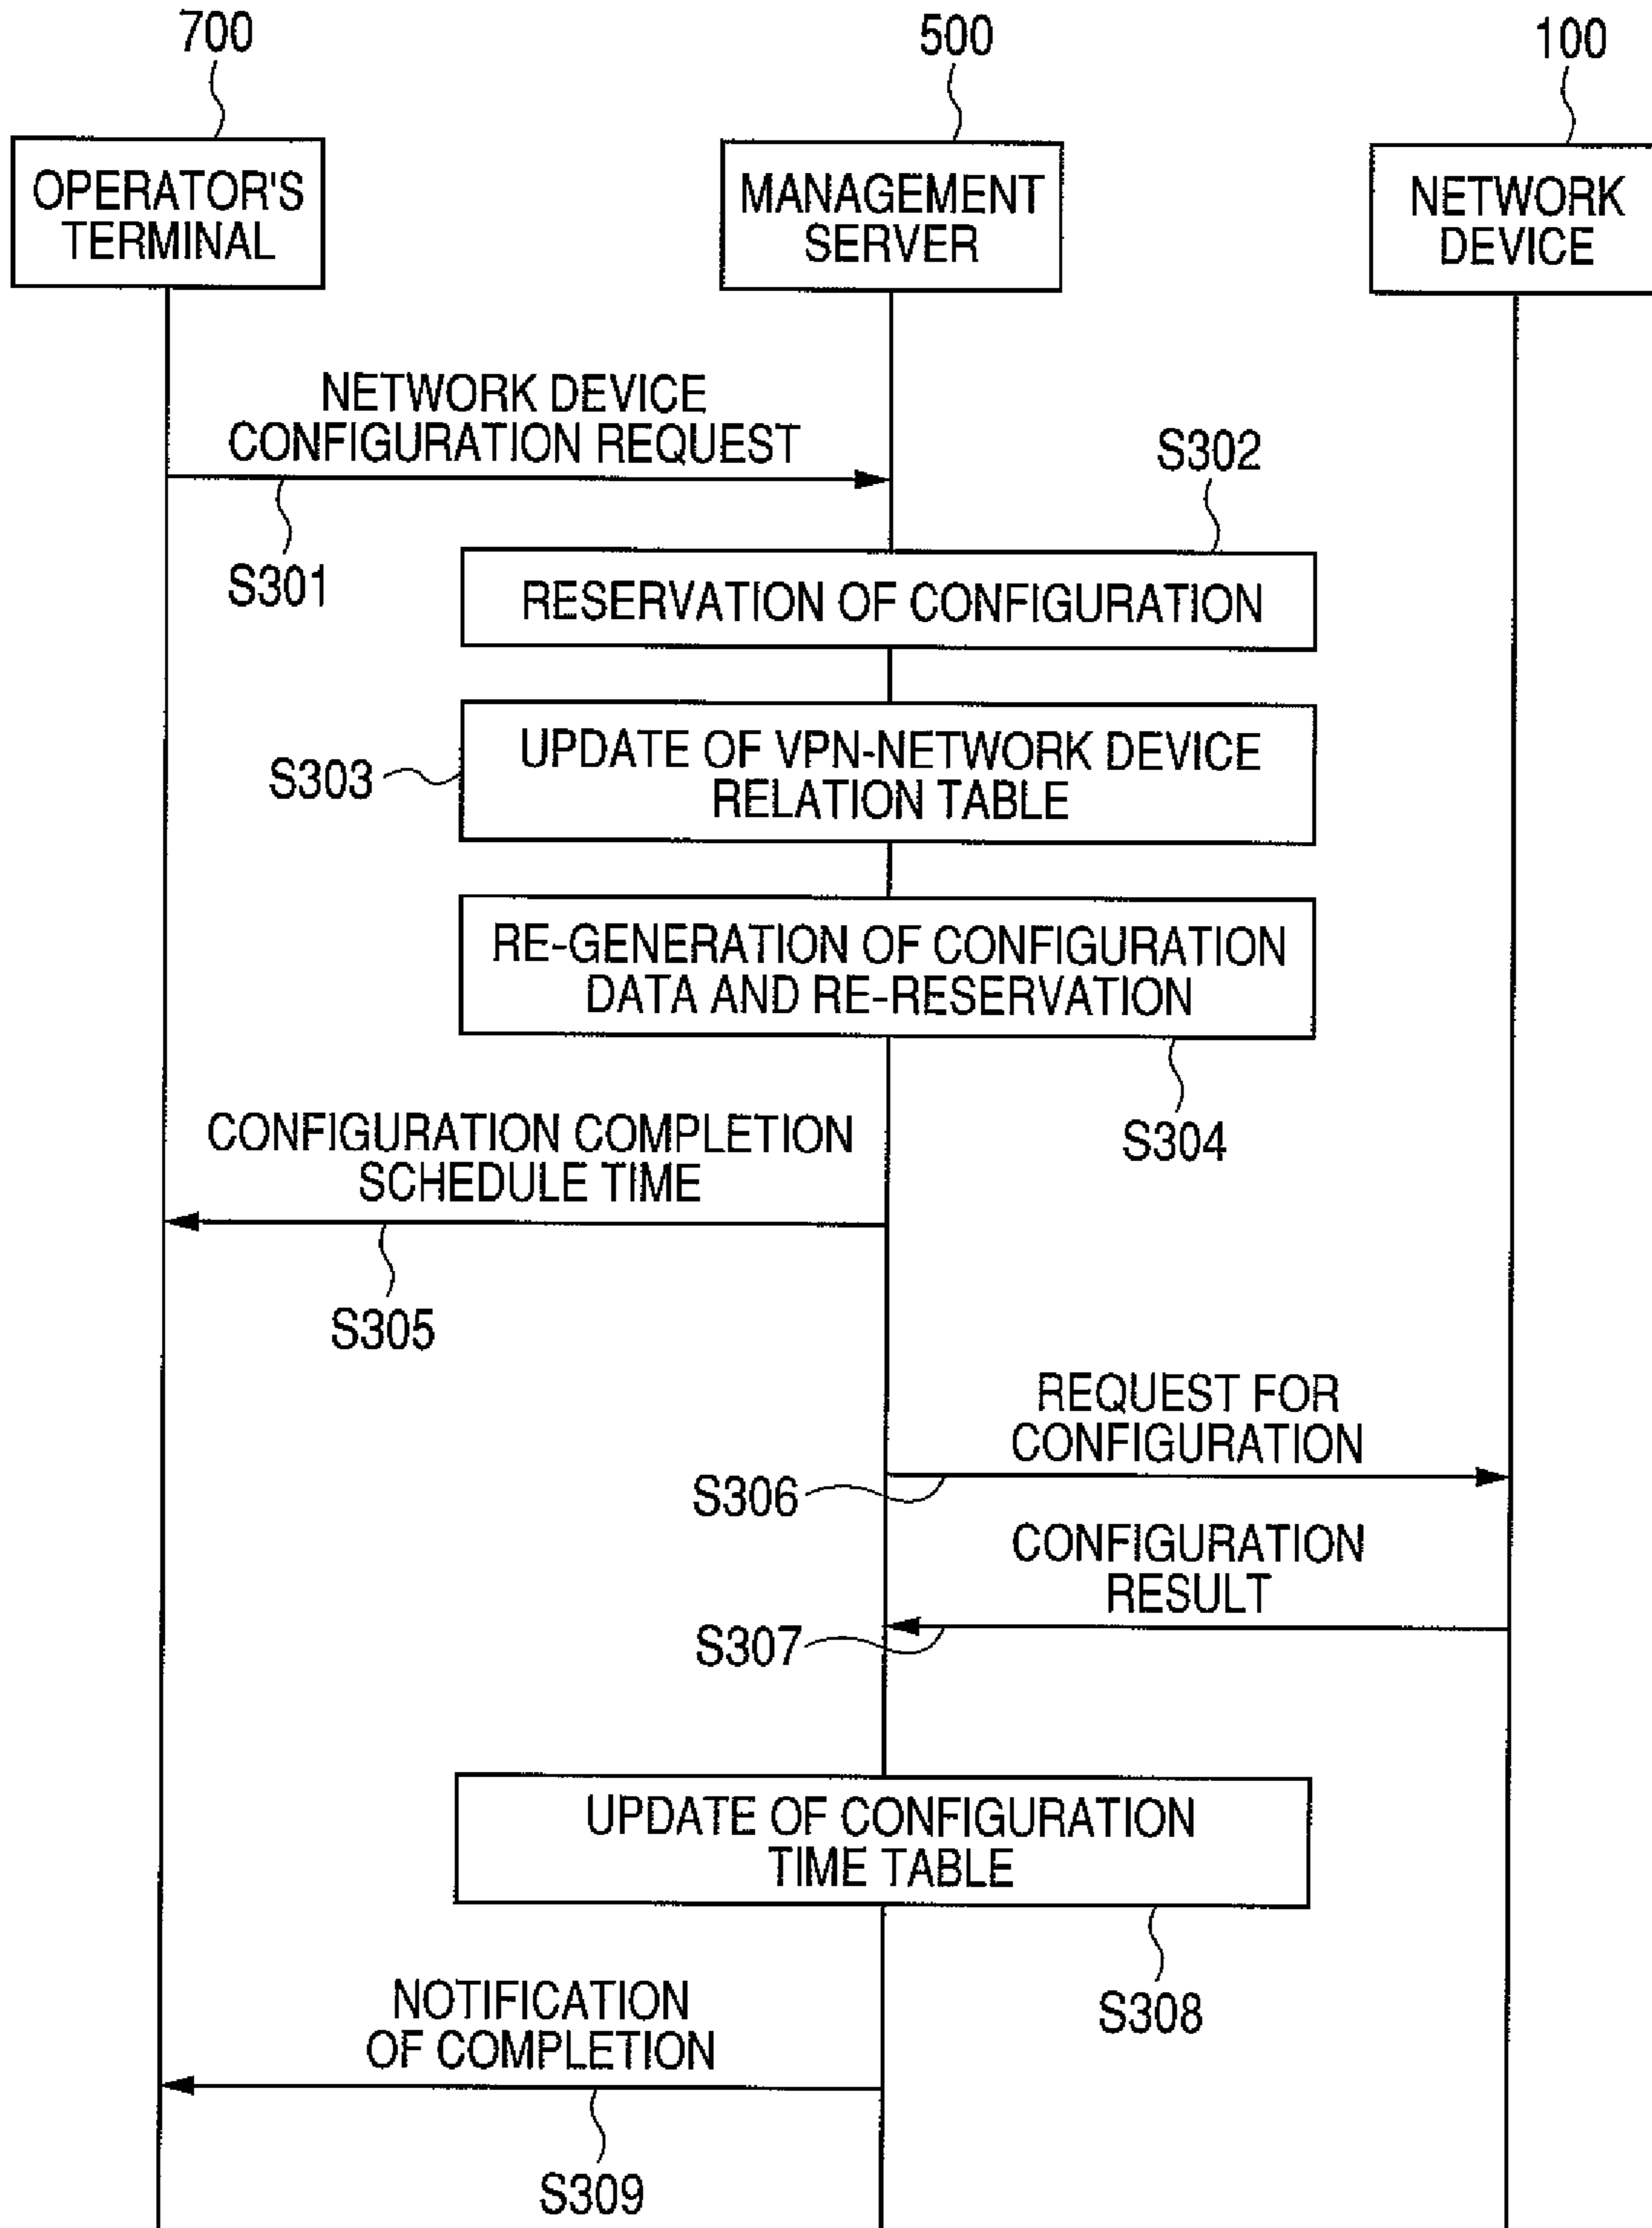 700
500
100
OPERATOR'S
TERMINAL
MANAGEMENT
SERVER
NETWORK
DEVICE
NETWORK DEVICE
CONFIGURATION REQUEST
S301
S302
RESERVATION OF CONFIGURATION
S303
UPDATE OF VPN-NETWORK DEVICE
RELATION TABLE
RE-GENERATION OF CONFIGURATION
DATA AND RE-RESERVATION
S304
CONFIGURATION COMPLETION
SCHEDULE TIME
S305
REQUEST FOR
CONFIGURATION
S306
CONFIGURATION
RESULT
S307
UPDATE OF CONFIGURATION
TIME TABLE
S308
NOTIFICATION
OF COMPLETION
S309